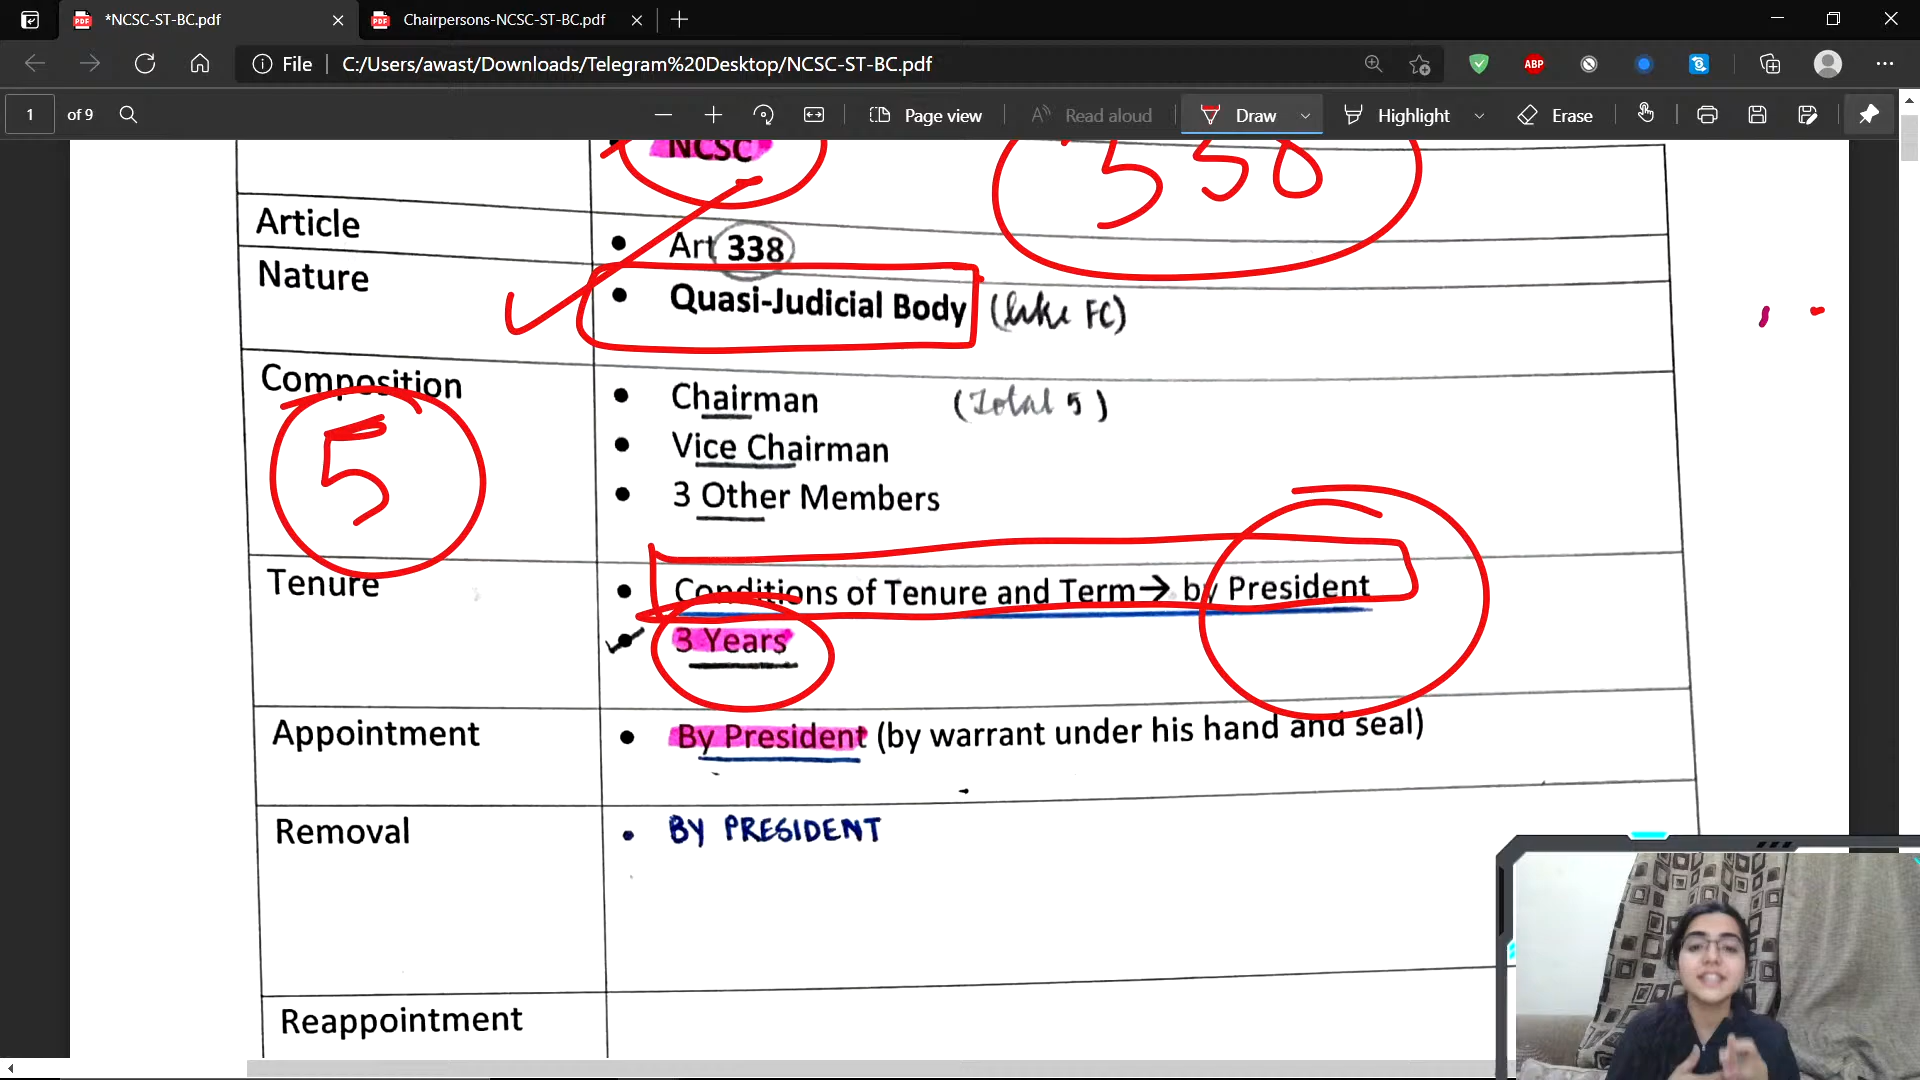 *NCSC-ST-BC.pdf
Chairpersons-NCSC-ST-BC.pdf
File
C:/Users/awast/Downloads/Telegram%20Desktop/NCSC-ST-BC.pdf
ABP
1 of 9
Page view
Read aloud
Draw
Highlight
Erase
NCSC
338
Article
Art 338
Nature
Quasi-Judicial Body (like FC)
Composition
5
Chairman (Total 5)
Vice Chairman
3 Other Members
Tenure
Conditions of Tenure and Term→ by President
3 Years
Appointment
By President (by warrant under his hand and seal)
Removal
BY PRESIDENT
Reappointment